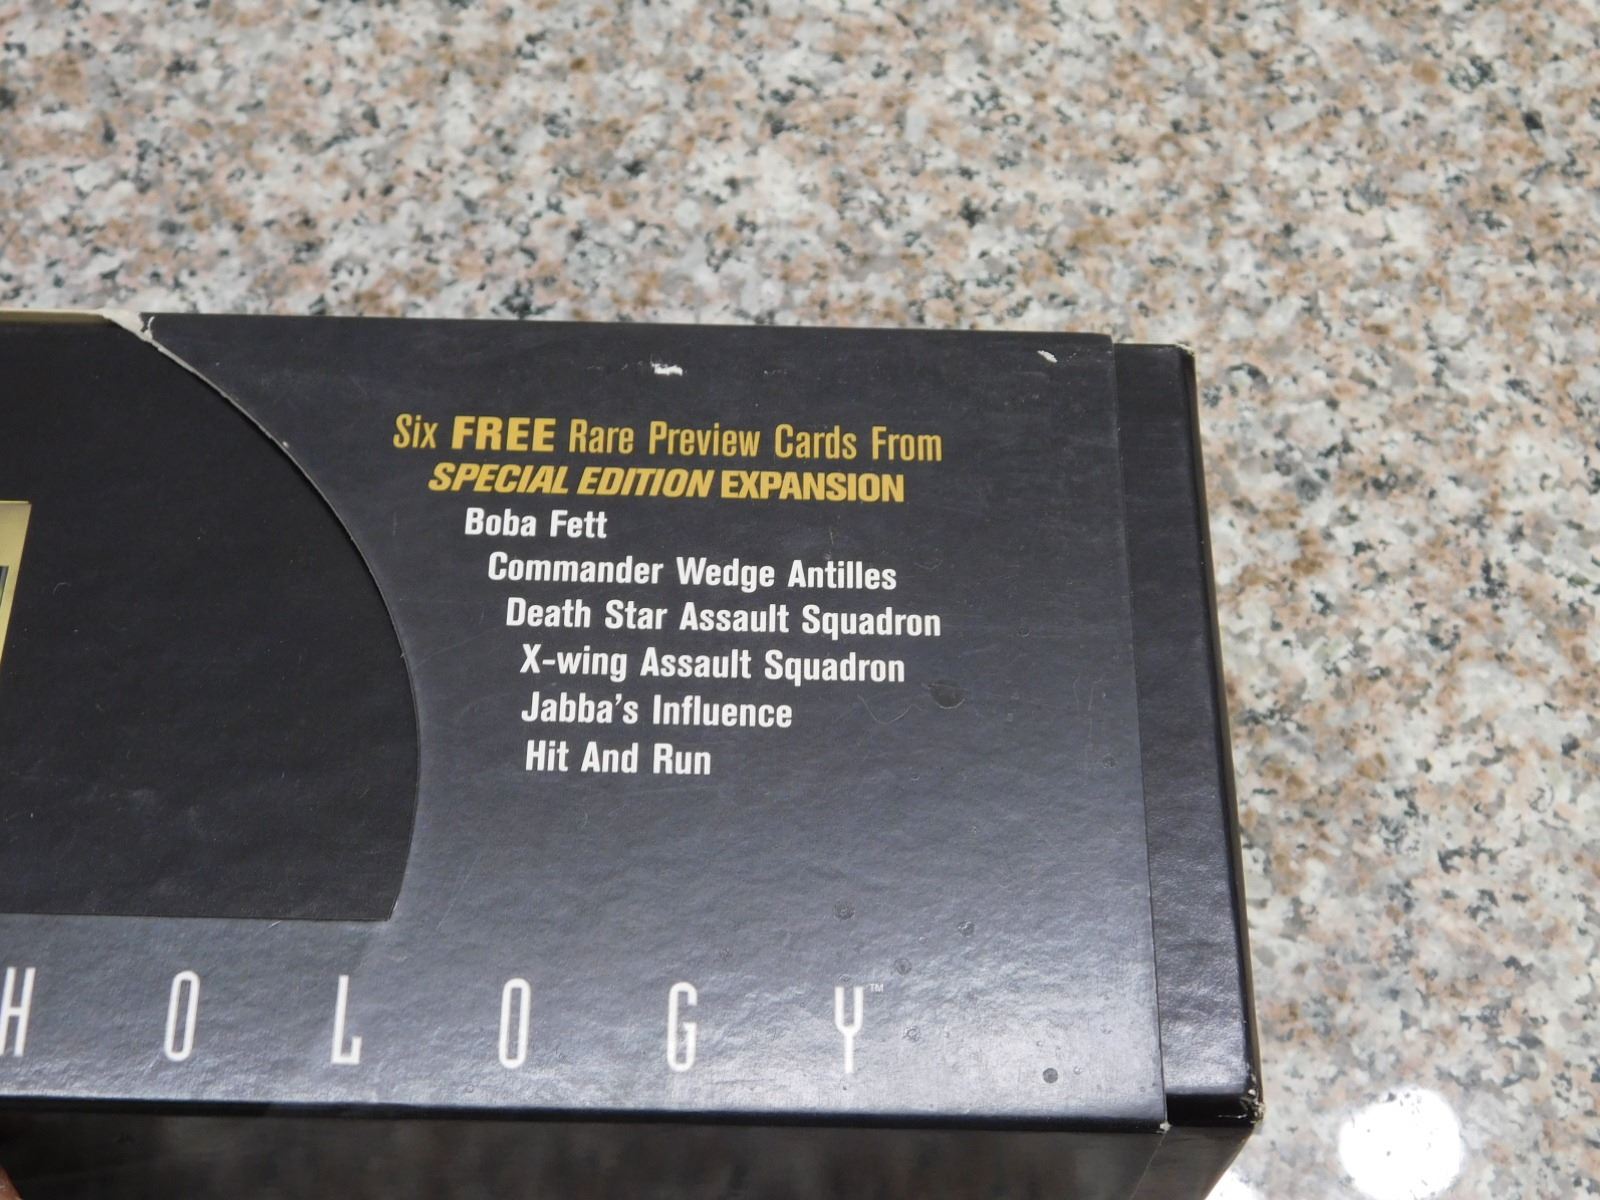 Six FREE Rare Preview Cards From
SPECIAL EDITION EXPANSION
Boba Fett
Commander Wedge Antilles
Death Star Assault Squadron
X-wing Assault Squadron
Jabba's Influence
Hit And Run
HOLOGY™